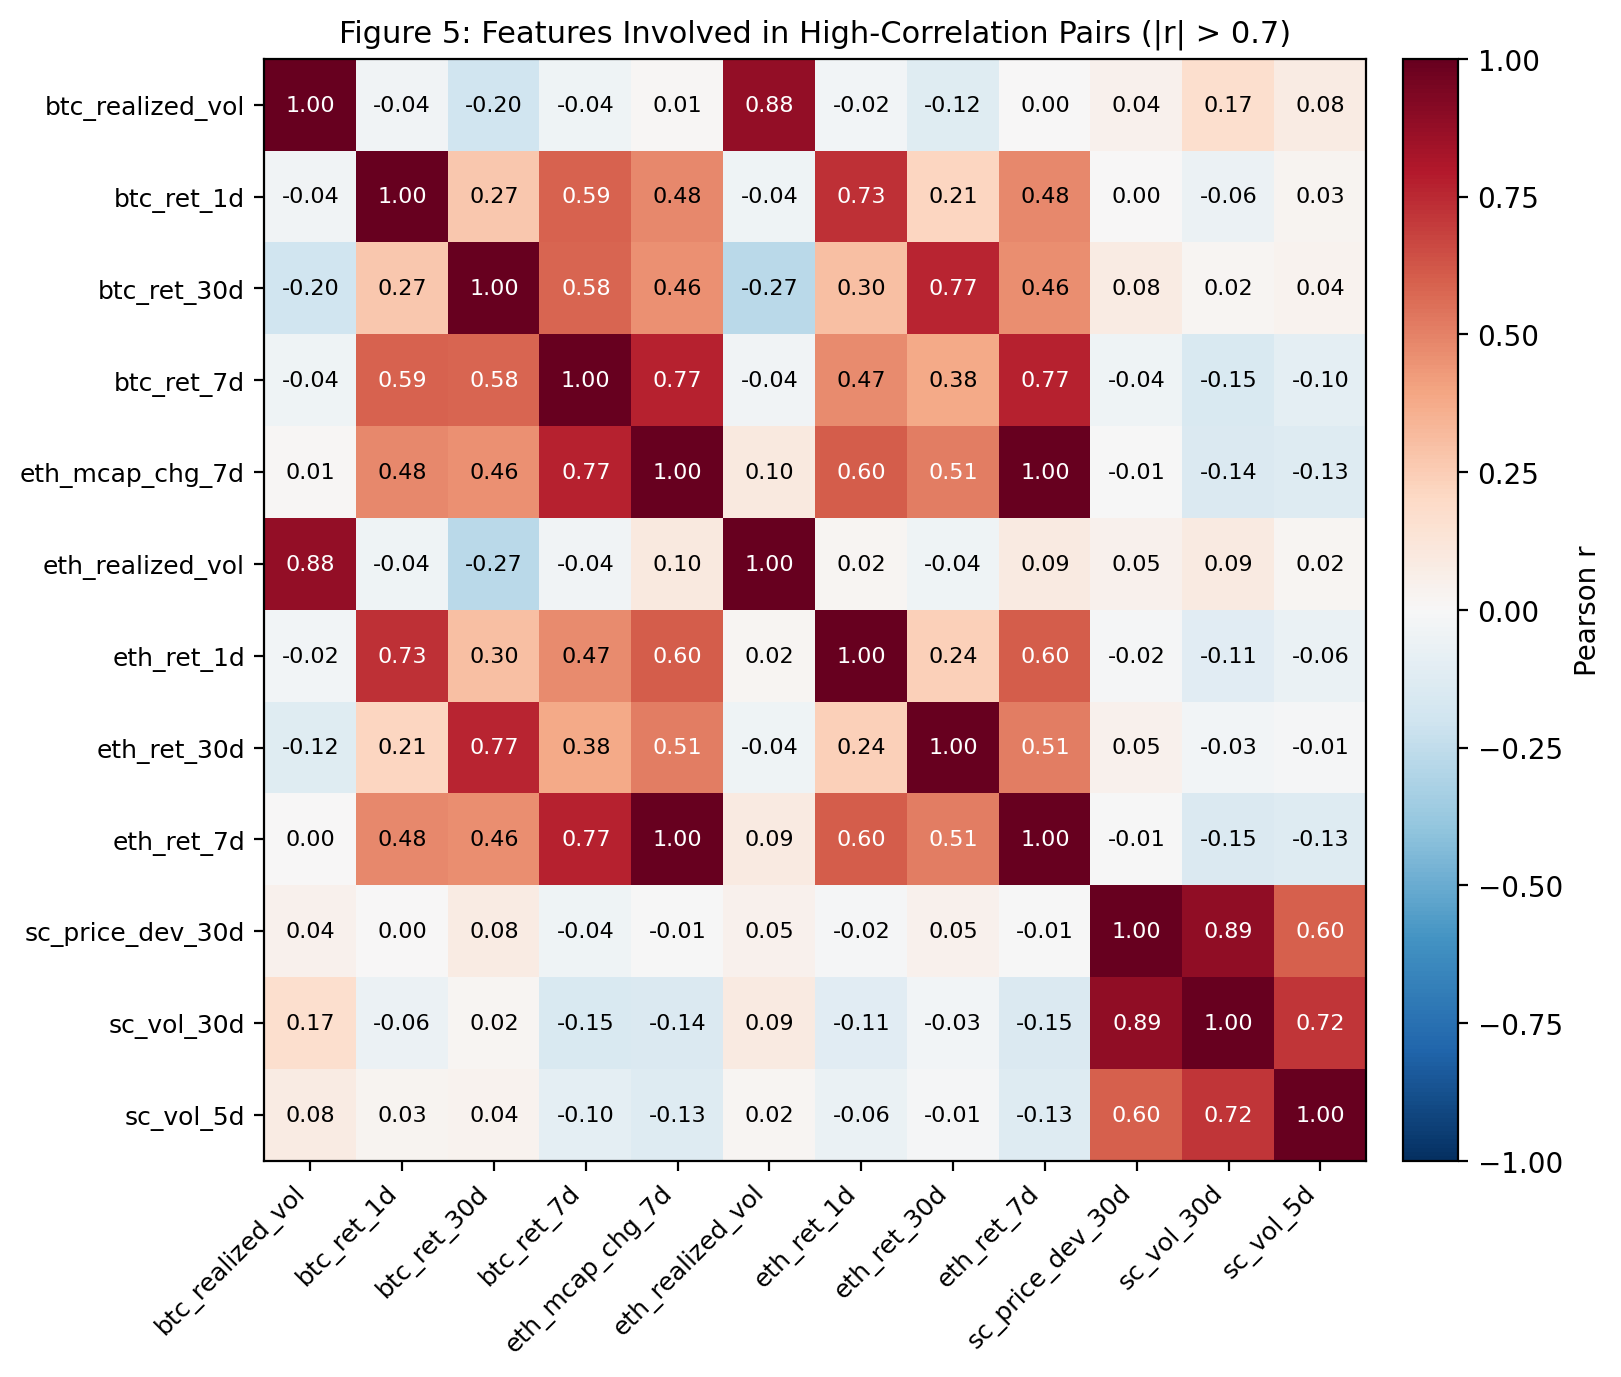 Figure 5: Features Involved in High-Correlation Pairs (|r| > 0.7)
btc_realized_vol 1.00 -0.04 -0.20 -0.04 0.01 0.88 -0.02 -0.12 0.00 0.04 0.17 0.08
btc_ret_1d -0.04 1.00 0.27 0.59 0.48 -0.04 0.73 0.21 0.48 0.00 -0.06 0.03
btc_ret_30d -0.20 0.27 1.00 0.58 0.46 -0.27 0.30 0.77 0.46 0.08 0.02 0.04
btc_ret_7d -0.04 0.59 0.58 1.00 0.77 -0.04 0.47 0.38 0.77 -0.04 -0.15 -0.10
eth_mcap_chg_7d 0.01 0.48 0.46 0.77 1.00 0.10 0.60 0.51 1.00 -0.01 -0.14 -0.13
eth_realized_vol 0.88 -0.04 -0.27 -0.04 0.10 1.00 0.02 -0.04 0.09 0.05 0.09 0.02
eth_ret_1d -0.02 0.73 0.30 0.47 0.60 0.02 1.00 0.24 0.60 -0.02 -0.11 -0.06
eth_ret_30d -0.12 0.21 0.77 0.38 0.51 -0.04 0.24 1.00 0.51 0.05 -0.03 -0.01
eth_ret_7d 0.00 0.48 0.46 0.77 1.00 0.09 0.60 0.51 1.00 -0.01 -0.15 -0.13
sc_price_dev_30d 0.04 0.00 0.08 -0.04 -0.01 0.05 -0.02 0.05 -0.01 1.00 0.89 0.60
sc_vol_30d 0.17 -0.06 0.02 -0.15 -0.14 0.09 -0.11 -0.03 -0.15 0.89 1.00 0.72
sc_vol_5d 0.08 0.03 0.04 -0.10 -0.13 0.02 -0.06 -0.01 -0.13 0.60 0.72 1.00
btc_realized_vol
btc_ret_1d
btc_ret_30d
btc_ret_7d
eth_mcap_chg_7d
eth_realized_vol
eth_ret_1d
eth_ret_30d
eth_ret_7d
sc_price_dev_30d
sc_vol_30d
sc_vol_5d
1.00
0.75
0.50
0.25
0.00
−0.25
−0.50
−0.75
−1.00
Pearson r